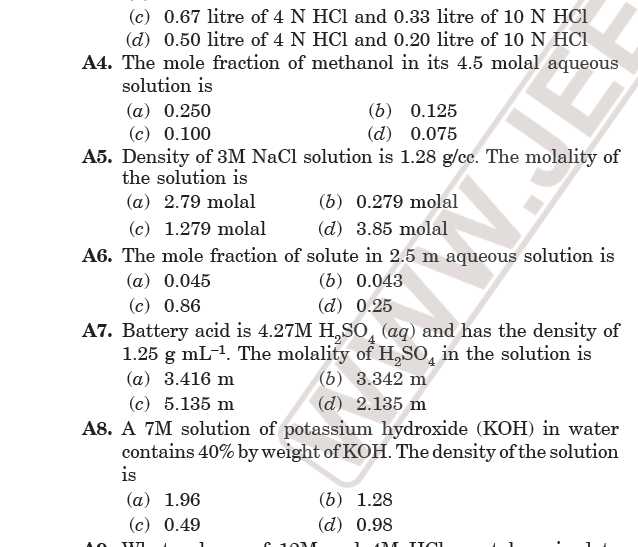 (c) 0.67 litre of 4 N HCl and 0.33 litre of 10 N HCl
(d) 0.50 litre of 4 N HCl and 0.20 litre of 10 N HCl
A4. The mole fraction of methanol in its 4.5 molal aqueous
solution is
(a) 0.250 (b) 0.125
(c) 0.100 (d) 0.075
A5. Density of 3M NaCl solution is 1.28 g/cc. The molality of
the solution is
(a) 2.79 molal (b) 0.279 molal
(c) 1.279 molal (d) 3.85 molal
A6. The mole fraction of solute in 2.5 m aqueous solution is
(a) 0.045 (b) 0.043
(c) 0.86 (d) 0.25
A7. Battery acid is 4.27M H₂SO₄ (aq) and has the density of
1.25 g mL⁻¹. The molality of H₂SO₄ in the solution is
(a) 3.416 m (b) 3.342 m
(c) 5.135 m (d) 2.135 m
A8. A 7M solution of potassium hydroxide (KOH) in water
contains 40% by weight of KOH. The density of the solution
is
(a) 1.96 (b) 1.28
(c) 0.49 (d) 0.98
WWW.JEE